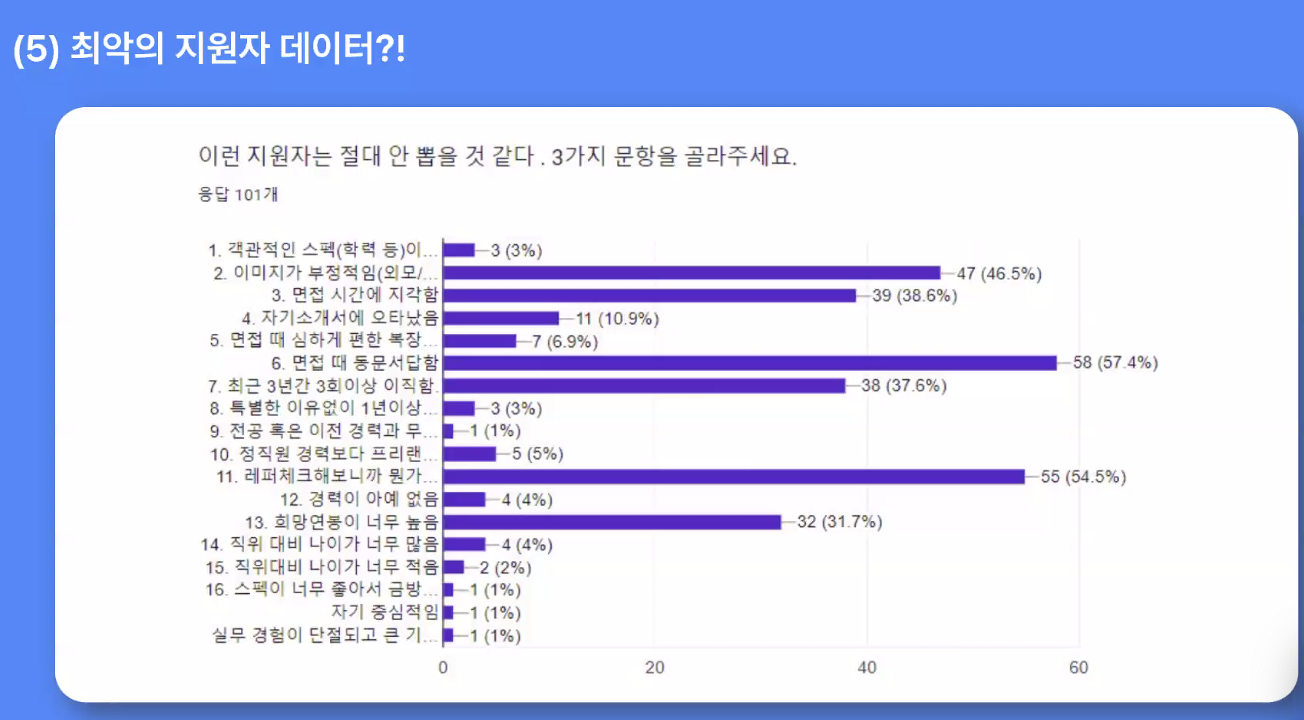 (5) 최악의 지원자 데이터?!
이런 지원자는 절대 안 뽑을 것 같다 . 3가지 문항을 골라주세요.
응답 101개
1. 객관적인 스펙(학력 등)이... 3 (3%)
2. 이미지가 부정적임(외모/... 47 (46.5%)
3. 면접 시간에 지각함 39 (38.6%)
4. 자기소개서에 오타났음 11 (10.9%)
5. 면접 때 심하게 편한 복장... 7 (6.9%)
6. 면접 때 동문서답함 58 (57.4%)
7. 최근 3년간 3회이상 이직함. 38 (37.6%)
8. 특별한 이유없이 1년이상... 3 (3%)
9. 전공 혹은 이전 경력과 무... 1 (1%)
10. 정직원 경력보다 프리랜... 5 (5%)
11. 레퍼체크해보니까 뭔가... 55 (54.5%)
12. 경력이 아예 없음 4 (4%)
13. 희망연봉이 너무 높음 32 (31.7%)
14. 직위 대비 나이가 너무 많음 4 (4%)
15. 직위대비 나이가 너무 적음 2 (2%)
16. 스펙이 너무 좋아서 금방... 1 (1%)
자기 중심적임 1 (1%)
실무 경험이 단절되고 큰 기... 1 (1%)
0 20 40 60